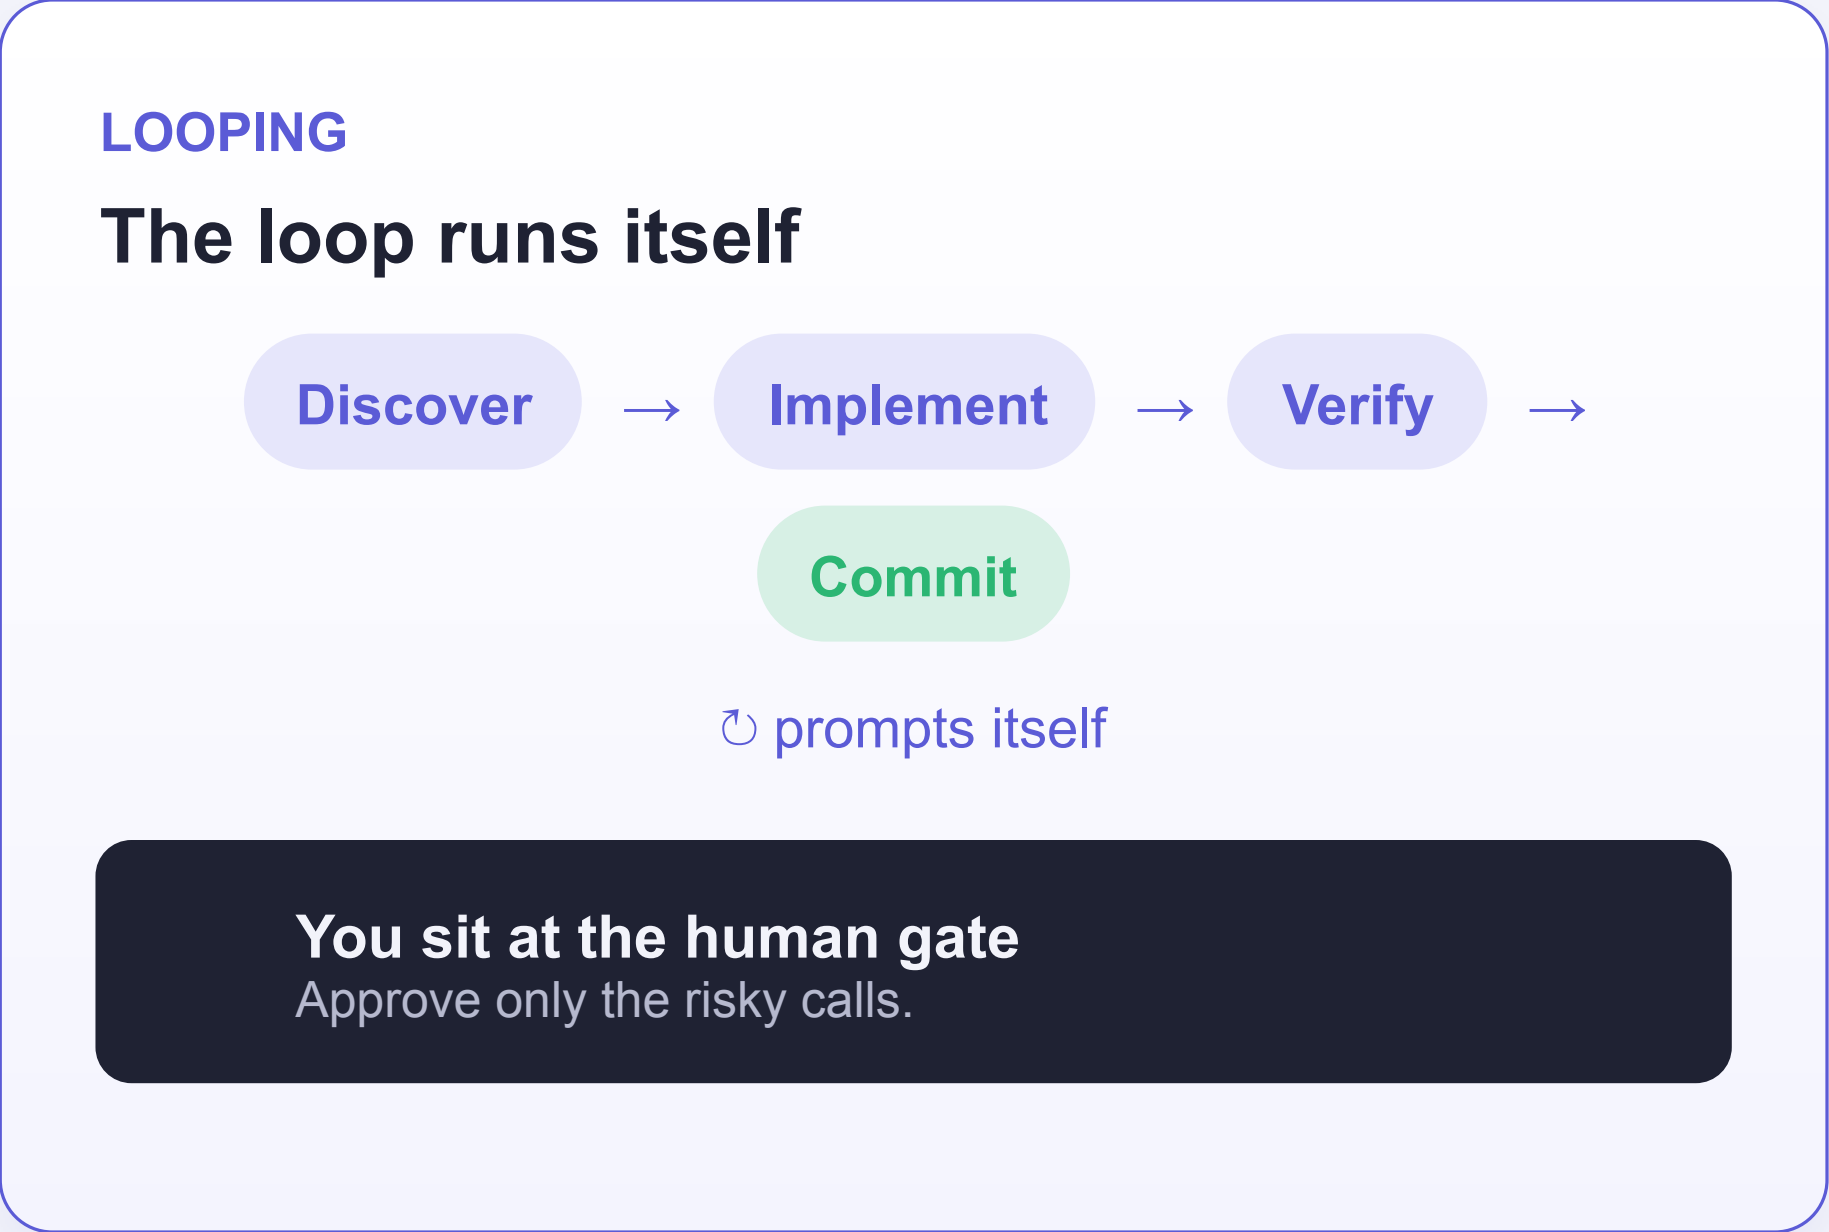 LOOPING
The loop runs itself
Discover → Implement → Verify →
Commit
↻ prompts itself
You sit at the human gate
Approve only the risky calls.